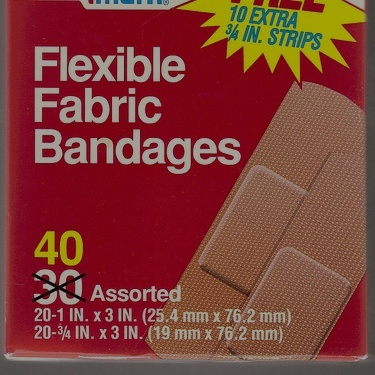 FREE
10 EXTRA
¾ IN. STRIPS
Flexible
Fabric
Bandages
40
30 Assorted
20-1 IN. x 3 IN. (25.4 mm x 76.2 mm)
20-¾ IN. x 3 IN. (19 mm x 76.2 mm)